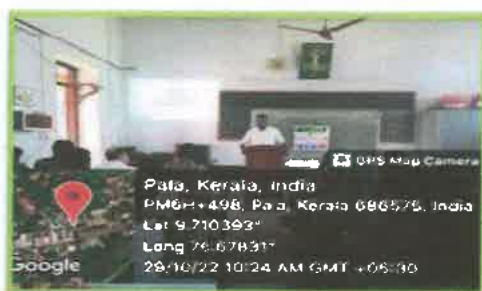 GPS Map Camera
Pala, Kerala, India
PM6H+498, Pala, Kerala 686575, India
Lat 9.710393°
Long 76.67831°
29/10/22 10:24 AM GMT +05:30
Google